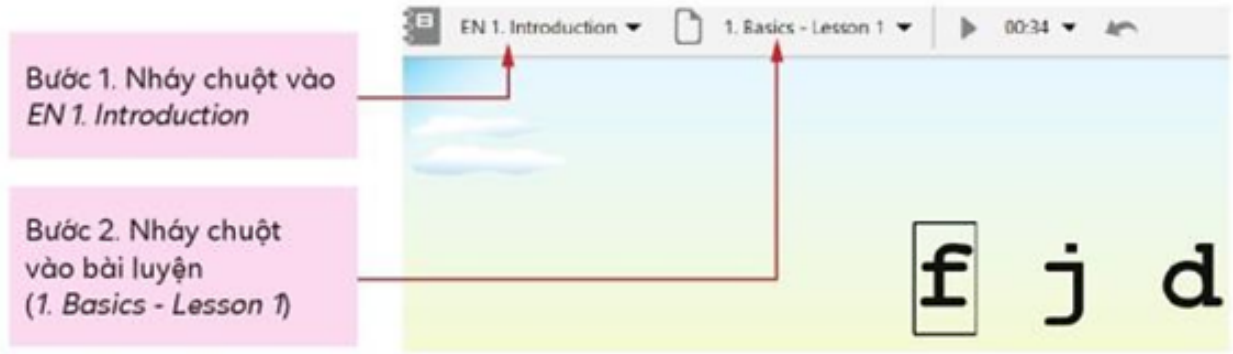 EN 1. Introduction 1. Basics - Lesson 1 00:34
Bước 1. Nháy chuột vào
EN 1. Introduction
Bước 2. Nháy chuột
vào bài luyện
(1. Basics - Lesson 1)
f j d